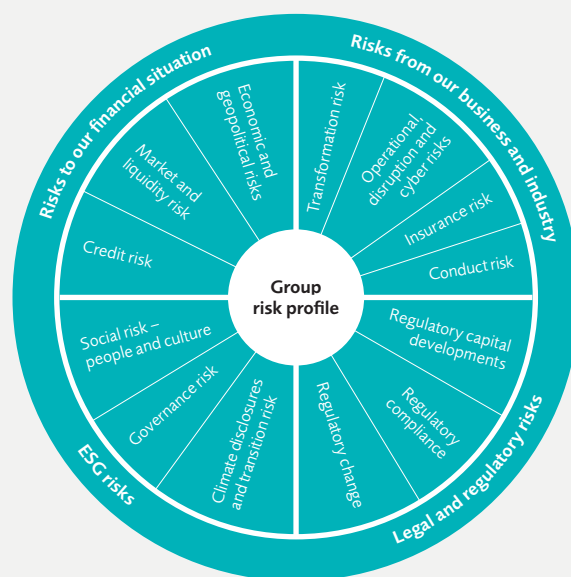 Risks to our financial situation
Economic and
geopolitical risks
Market and
liquidity risk
Credit risk
Risks from our business and industry
Transformation risk
Operational,
disruption and
cyber risks
Insurance risk
Conduct risk
Group
risk profile
Social risk –
people and culture
Governance risk
Climate disclosures
and transition risk
ESG risks
Regulatory capital
developments
Regulatory
compliance
Regulatory change
Legal and regulatory risks